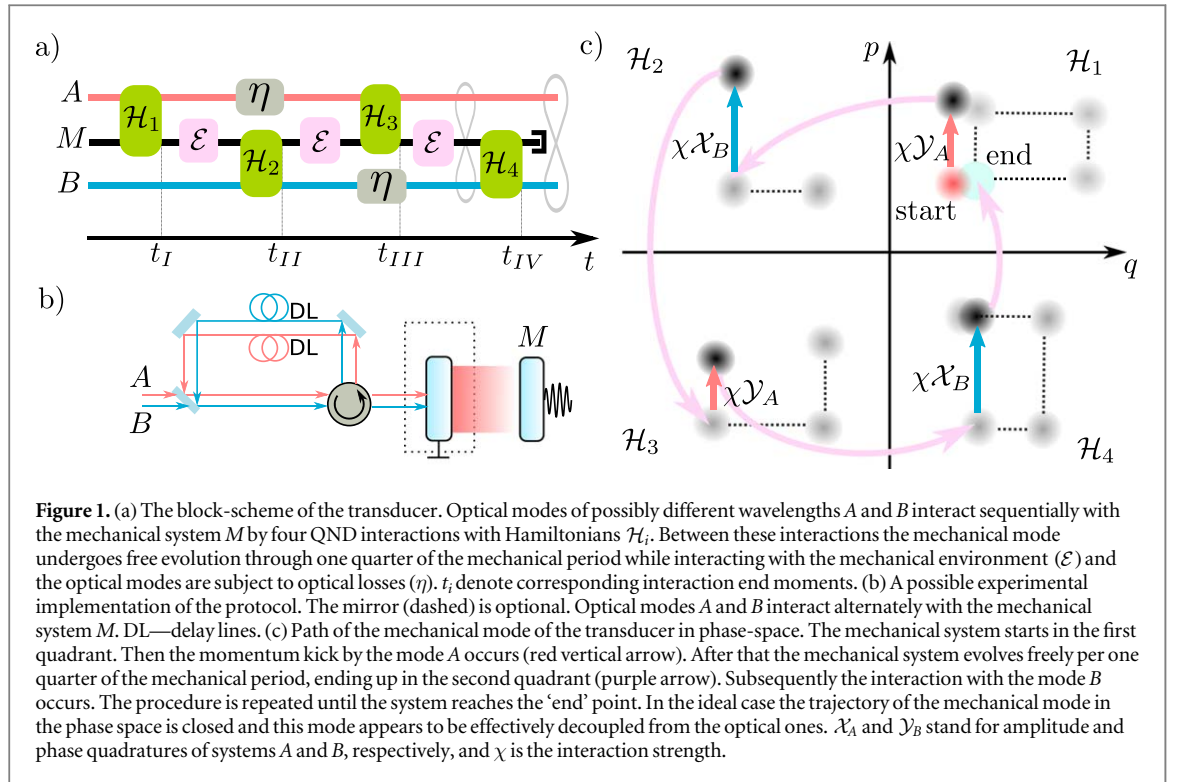 a)
A
M
B
ℋ₁
η
ℋ₃
ℰ
ℋ₂
ℰ
ℰ
ℋ₄
η
t_I
t_II
t_III
t_IV
t
b)
DL
DL
A
B
M
c)
ℋ₂
p
ℋ₁
χ𝒳_B
χ𝒴_A
end
start
q
χ𝒴_A
χ𝒳_B
ℋ₃
ℋ₄
Figure 1. (a) The block-scheme of the transducer. Optical modes of possibly different wavelengths A and B interact sequentially with
the mechanical system M by four QND interactions with Hamiltonians ℋ_i. Between these interactions the mechanical mode
undergoes free evolution through one quarter of the mechanical period while interacting with the mechanical environment (ℰ) and
the optical modes are subject to optical losses (η). t_i denote corresponding interaction end moments. (b) A possible experimental
implementation of the protocol. The mirror (dashed) is optional. Optical modes A and B interact alternately with the mechanical
system M. DL—delay lines. (c) Path of the mechanical mode of the transducer in phase-space. The mechanical system starts in the first
quadrant. Then the momentum kick by the mode A occurs (red vertical arrow). After that the mechanical system evolves freely per one
quarter of the mechanical period, ending up in the second quadrant (purple arrow). Subsequently the interaction with the mode B
occurs. The procedure is repeated until the system reaches the ‘end’ point. In the ideal case the trajectory of the mechanical mode in
the phase space is closed and this mode appears to be effectively decoupled from the optical ones. 𝒳_A and 𝒴_B stand for amplitude and
phase quadratures of systems A and B, respectively, and χ is the interaction strength.